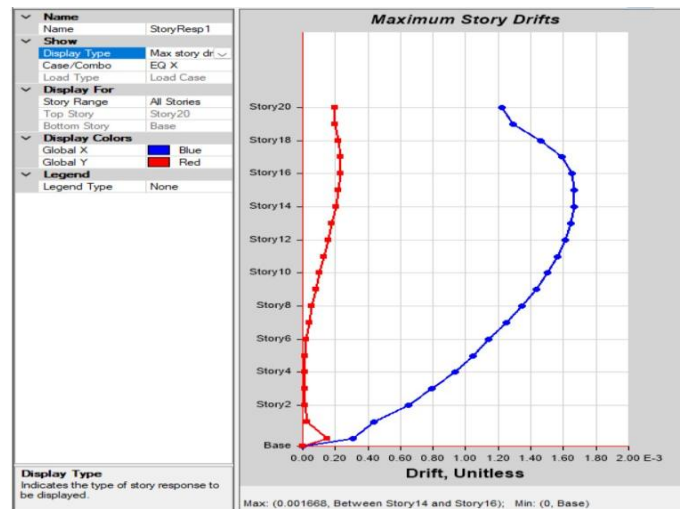 Name
Name StoryResp1
Show
Display Type Max story dr
Case/Combo EQ X
Load Type Load Case
Display For
Story Range All Stories
Top Story Story20
Bottom Story Base
Display Colors
Global X Blue
Global Y Red
Legend
Legend Type None
Display Type
Indicates the type of story response to
be displayed.
Maximum Story Drifts
Story20
Story18
Story16
Story14
Story12
Story10
Story8
Story6
Story4
Story2
Base
0.00 0.20 0.40 0.60 0.80 1.00 1.20 1.40 1.60 1.80 2.00 E-3
Drift, Unitless
Max: (0.001668, Between Story14 and Story16); Min: (0, Base)